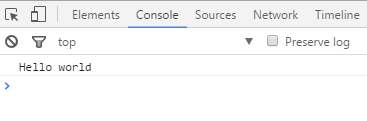 Elements Console Sources Network Timeline
top Preserve log
Hello world